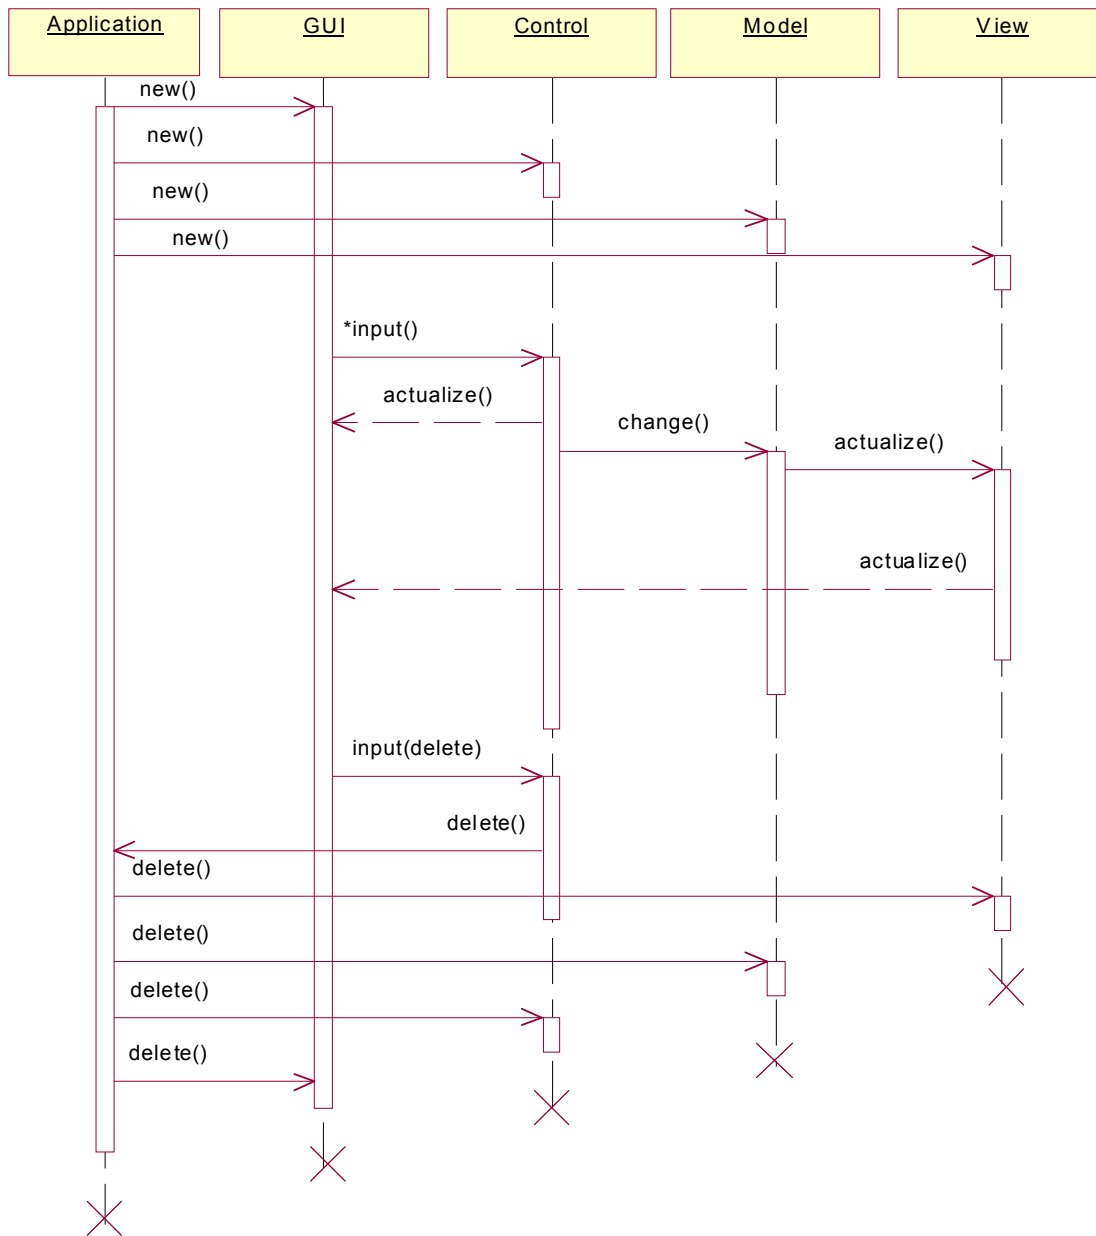 Application
GUI
Control
Model
View
new()
new()
new()
new()
*input()
actualize()
change()
actualize()
actualize()
input(delete)
delete()
delete()
delete()
delete()
delete()